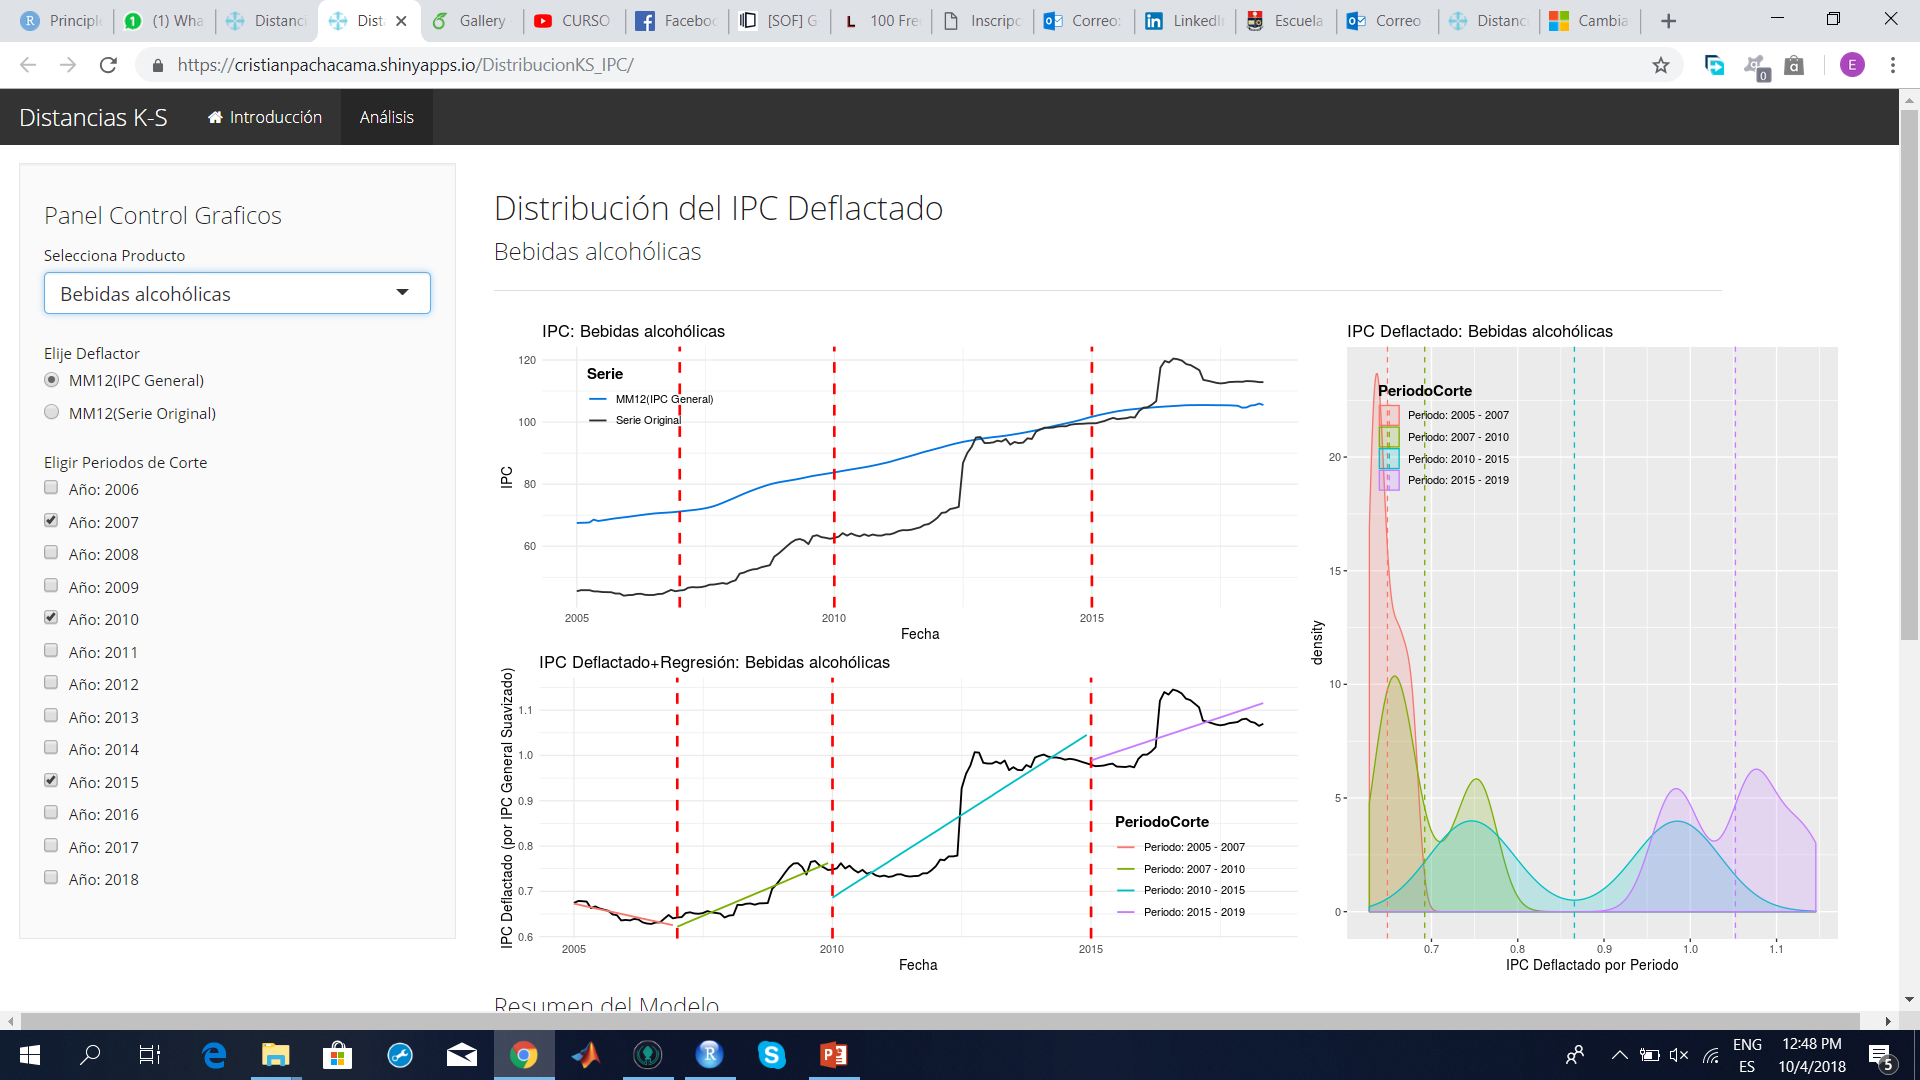 Principl
(1) Wha
Distanci
Dist
Gallery
CURSO
Faceboo
[SOF] G
100 Fre
Inscripc
Correo:
LinkedIn
Escuela
Correo
Distanc
Cambia
https://cristianpachacama.shinyapps.io/DistribucionKS_IPC/
0
E
Distancias K-S
Introducción
Análisis
Panel Control Graficos
Selecciona Producto
Bebidas alcohólicas
Elije Deflactor
MM12(IPC General)
MM12(Serie Original)
Eligir Periodos de Corte
Año: 2006
Año: 2007
Año: 2008
Año: 2009
Año: 2010
Año: 2011
Año: 2012
Año: 2013
Año: 2014
Año: 2015
Año: 2016
Año: 2017
Año: 2018
Distribución del IPC Deflactado
Bebidas alcohólicas
IPC: Bebidas alcohólicas
120
100
80
60
IPC
Serie
MM12(IPC General)
Serie Original
2005
2010
2015
Fecha
IPC Deflactado+Regresión: Bebidas alcohólicas
IPC Deflactado (por IPC General Suavizado)
1.1
1.0
0.9
0.8
0.7
0.6
PeriodoCorte
Periodo: 2005 - 2007
Periodo: 2007 - 2010
Periodo: 2010 - 2015
Periodo: 2015 - 2019
2005
2010
2015
Fecha
IPC Deflactado: Bebidas alcohólicas
PeriodoCorte
Periodo: 2005 - 2007
Periodo: 2007 - 2010
Periodo: 2010 - 2015
Periodo: 2015 - 2019
density
20
15
10
5
0
0.7
0.8
0.9
1.0
1.1
IPC Deflactado por Periodo
Resumen del Modelo
ENG
ES
12:48 PM
10/4/2018
5